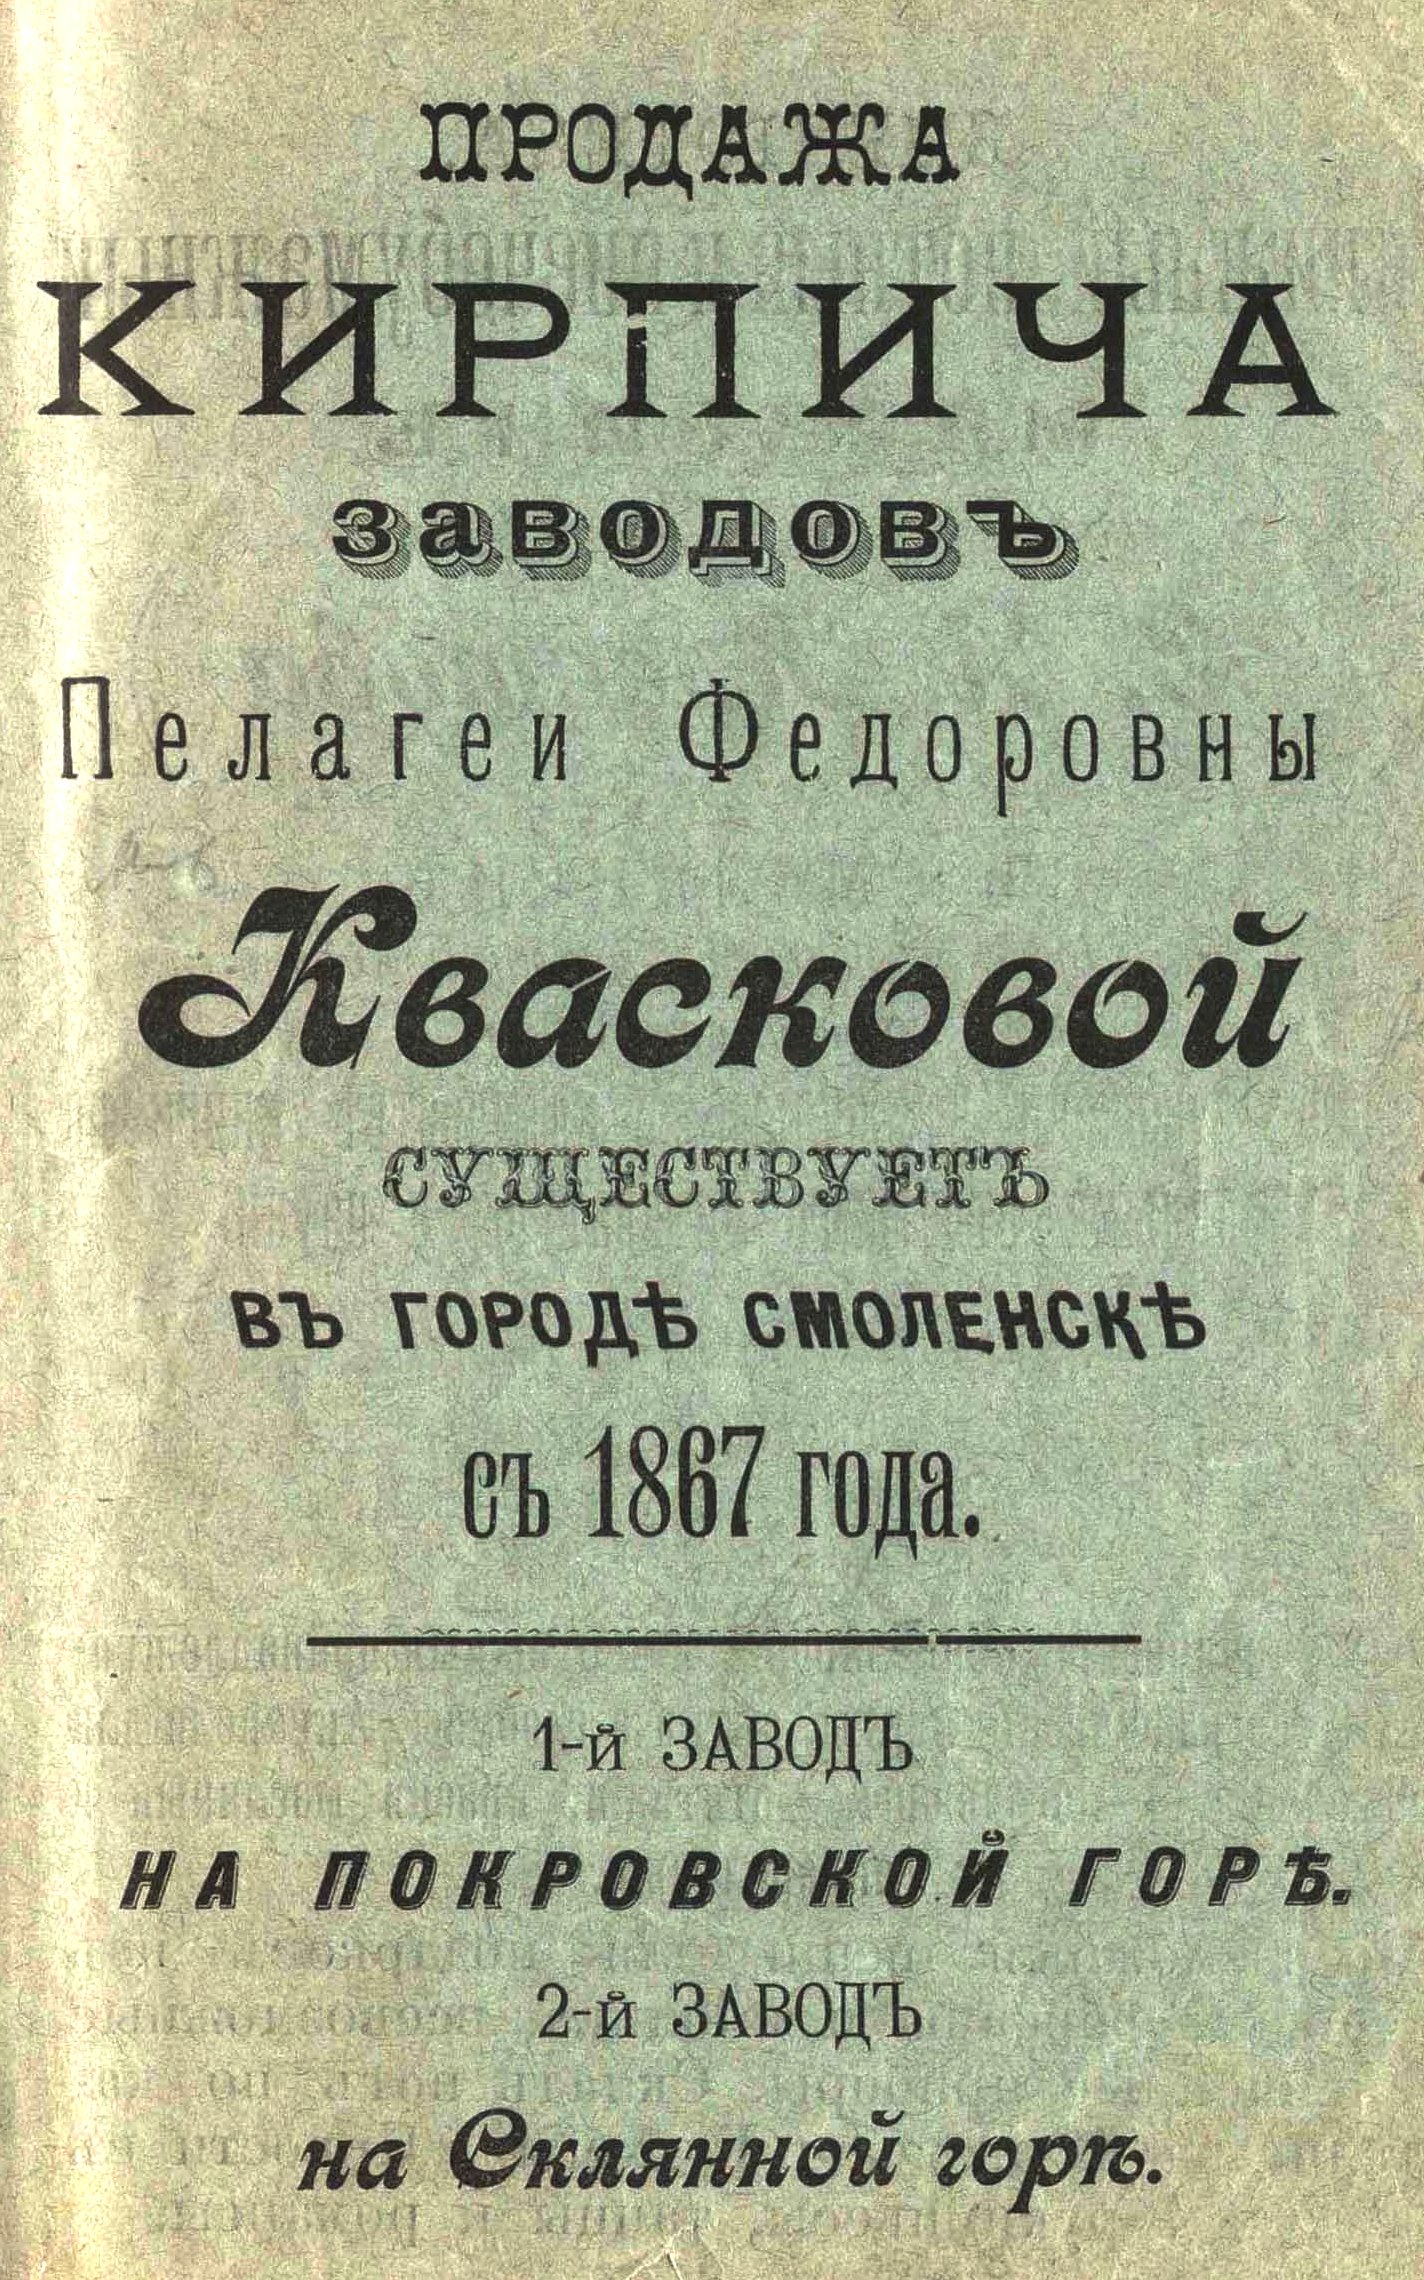 ПРОДАЖА
КИРПИЧА
заводовъ
Пелагеи Федоровны
Квасковой
СУЩЕСТВУЕТЪ
ВЪ ГОРОДѢ СМОЛЕНСКѢ
съ 1867 года.
1-й ЗАВОДЪ
НА ПОКРОВСКОЙ ГОРѢ.
2-й ЗАВОДЪ
на Склянной горѣ.